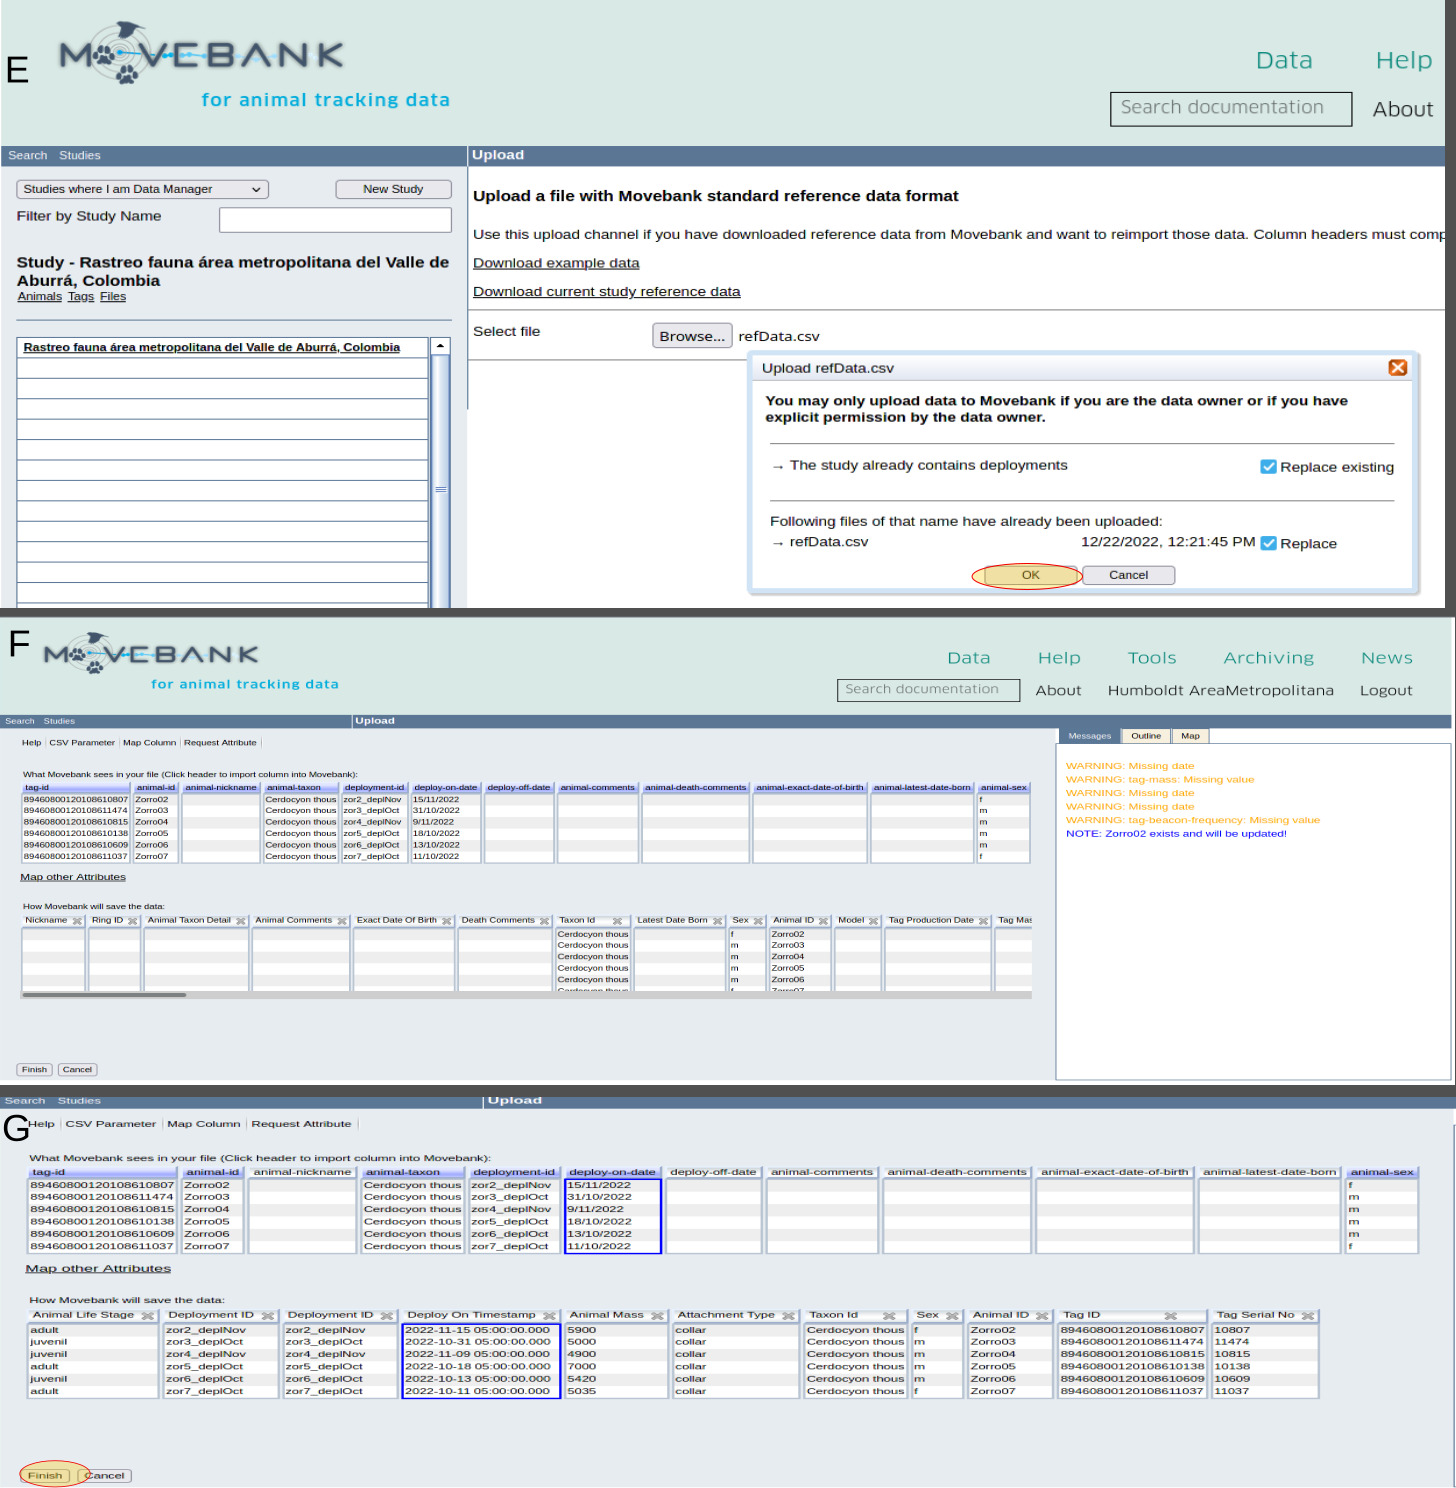 E
MOVEBANK
for animal tracking data
Data Help
Search documentation About
Search Studies Upload
Studies where I am Data Manager New Study
Filter by Study Name
Study - Rastreo fauna área metropolitana del Valle de
Aburrá, Colombia
Animals Tags Files
Rastreo fauna área metropolitana del Valle de Aburrá, Colombia
Upload a file with Movebank standard reference data format
Use this upload channel if you have downloaded reference data from Movebank and want to reimport those data. Column headers must comp
Download example data
Download current study reference data
Select file Browse... refData.csv
Upload refData.csv
You may only upload data to Movebank if you are the data owner or if you have
explicit permission by the data owner.
→ The study already contains deployments Replace existing
Following files of that name have already been uploaded:
→ refData.csv 12/22/2022, 12:21:45 PM Replace
OK Cancel
F
MOVEBANK
for animal tracking data
Data Help Tools Archiving News
Search documentation About Humboldt AreaMetropolitana Logout
Search Studies Upload
Help CSV Parameter Map Column Request Attribute
What Movebank sees in your file (Click header to import column into Movebank):
tag-id animal-id animal-nickname animal-taxon deployment-id deploy-on-date deploy-off-date animal-comments animal-death-comments animal-exact-date-of-birth animal-latest-date-born animal-sex
89460800120108610807 Zorro02 Cerdocyon thous zor2_deplNov 15/11/2022 f
89460800120108611474 Zorro03 Cerdocyon thous zor3_deplOct 31/10/2022 m
89460800120108610815 Zorro04 Cerdocyon thous zor4_deplNov 9/11/2022 m
89460800120108610138 Zorro05 Cerdocyon thous zor5_deplOct 18/10/2022 m
89460800120108610609 Zorro06 Cerdocyon thous zor6_deplOct 13/10/2022 m
89460800120108611037 Zorro07 Cerdocyon thous zor7_deplOct 11/10/2022 f
Map other Attributes
How Movebank will save the data:
Nickname Ring ID Animal Taxon Detail Animal Comments Exact Date Of Birth Death Comments Taxon Id Latest Date Born Sex Animal ID Model Tag Production Date Tag Mas
Cerdocyon thous f Zorro02
Cerdocyon thous m Zorro03
Cerdocyon thous m Zorro04
Cerdocyon thous m Zorro05
Cerdocyon thous m Zorro06
Cerdocyon thous f Zorro07
Finish Cancel
Messages Outline Map
WARNING: Missing date
WARNING: tag-mass: Missing value
WARNING: Missing date
WARNING: Missing date
WARNING: tag-beacon-frequency: Missing value
NOTE: Zorro02 exists and will be updated!
Search Studies Upload
G
Help CSV Parameter Map Column Request Attribute
What Movebank sees in your file (Click header to import column into Movebank):
tag-id animal-id animal-nickname animal-taxon deployment-id deploy-on-date deploy-off-date animal-comments animal-death-comments animal-exact-date-of-birth animal-latest-date-born animal-sex
89460800120108610807 Zorro02 Cerdocyon thous zor2_deplNov 15/11/2022 f
89460800120108611474 Zorro03 Cerdocyon thous zor3_deplOct 31/10/2022 m
89460800120108610815 Zorro04 Cerdocyon thous zor4_deplNov 9/11/2022 m
89460800120108610138 Zorro05 Cerdocyon thous zor5_deplOct 18/10/2022 m
89460800120108610609 Zorro06 Cerdocyon thous zor6_deplOct 13/10/2022 m
89460800120108611037 Zorro07 Cerdocyon thous zor7_deplOct 11/10/2022 f
Map other Attributes
How Movebank will save the data:
Animal Life Stage Deployment ID Deployment ID Deploy On Timestamp Animal Mass Attachment Type Taxon Id Sex Animal ID Tag ID Tag Serial No
adult zor2_deplNov zor2_deplNov 2022-11-15 05:00:00.000 5900 collar Cerdocyon thous f Zorro02 89460800120108610807 10807
juvenil zor3_deplOct zor3_deplOct 2022-10-31 05:00:00.000 5000 collar Cerdocyon thous m Zorro03 89460800120108611474 11474
juvenil zor4_deplNov zor4_deplNov 2022-11-09 05:00:00.000 4900 collar Cerdocyon thous m Zorro04 89460800120108610815 10815
adult zor5_deplOct zor5_deplOct 2022-10-18 05:00:00.000 7000 collar Cerdocyon thous m Zorro05 89460800120108610138 10138
juvenil zor6_deplOct zor6_deplOct 2022-10-13 05:00:00.000 5420 collar Cerdocyon thous m Zorro06 89460800120108610609 10609
adult zor7_deplOct zor7_deplOct 2022-10-11 05:00:00.000 5035 collar Cerdocyon thous f Zorro07 89460800120108611037 11037
Finish Cancel